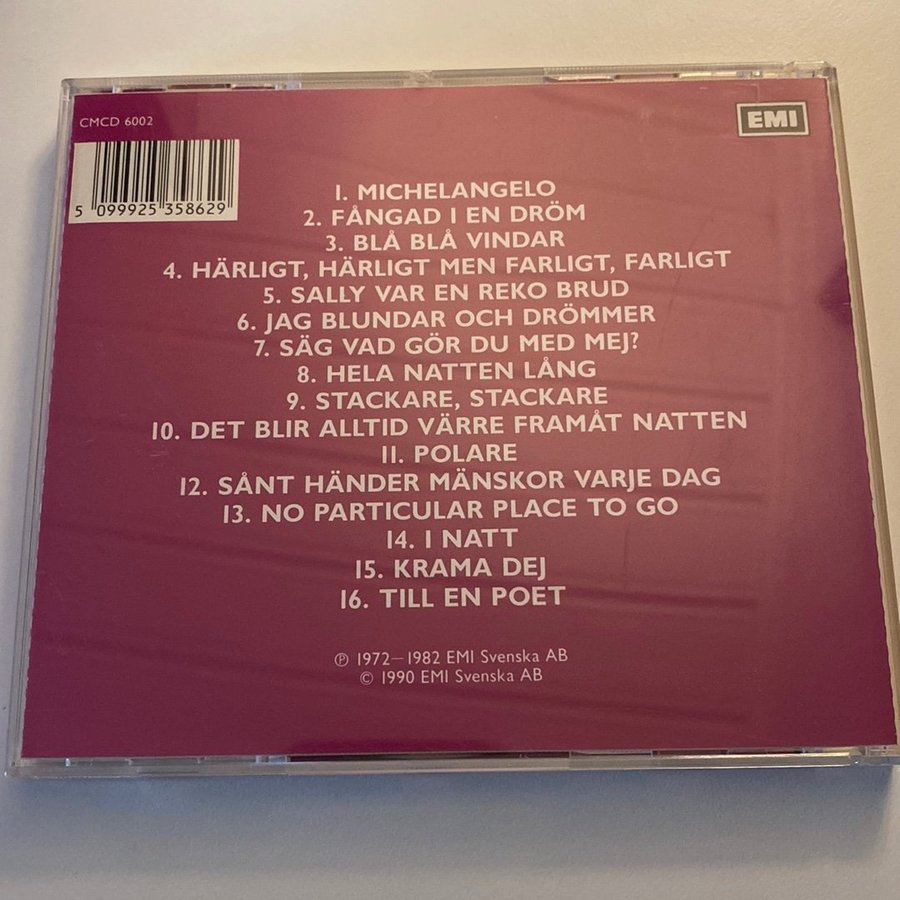 CMCD 6002
EMI
5 099925 358629
1. MICHELANGELO
2. FÅNGAD I EN DRÖM
3. BLÅ BLÅ VINDAR
4. HÄRLIGT, HÄRLIGT MEN FARLIGT, FARLIGT
5. SALLY VAR EN REKO BRUD
6. JAG BLUNDAR OCH DRÖMMER
7. SÄG VAD GÖR DU MED MEJ?
8. HELA NATTEN LÅNG
9. STACKARE, STACKARE
10. DET BLIR ALLTID VÄRRE FRAMÅT NATTEN
11. POLARE
12. SÅNT HÄNDER MÄNSKOR VARJE DAG
13. NO PARTICULAR PLACE TO GO
14. I NATT
15. KRAMA DEJ
16. TILL EN POET
℗ 1972–1982 EMI Svenska AB
© 1990 EMI Svenska AB